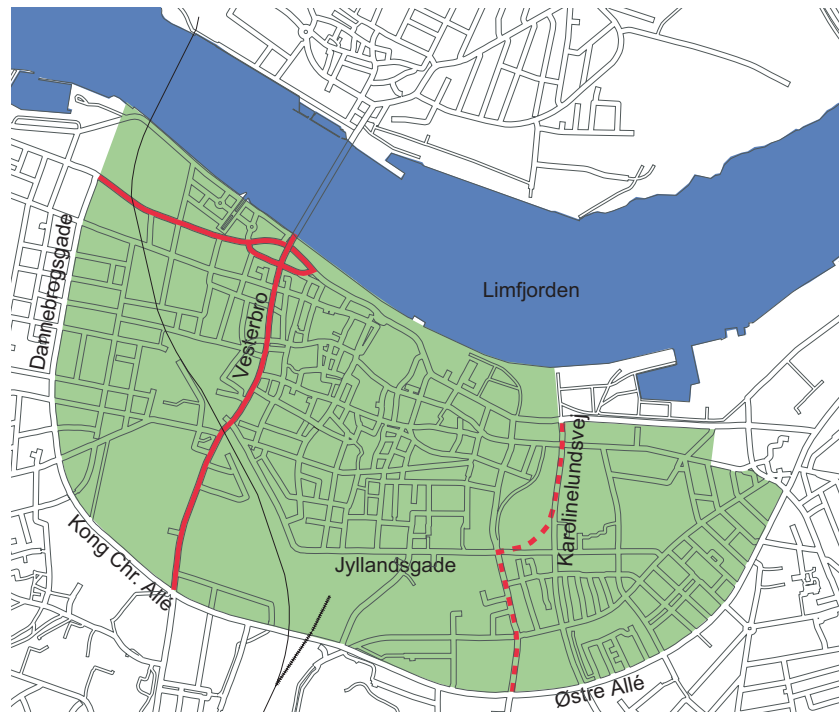 Limfjorden
Dannebrogsgade
Vesterbro
Karolinelundsvej
Jyllandsgade
Kong Chr. Allé
Østre Allé